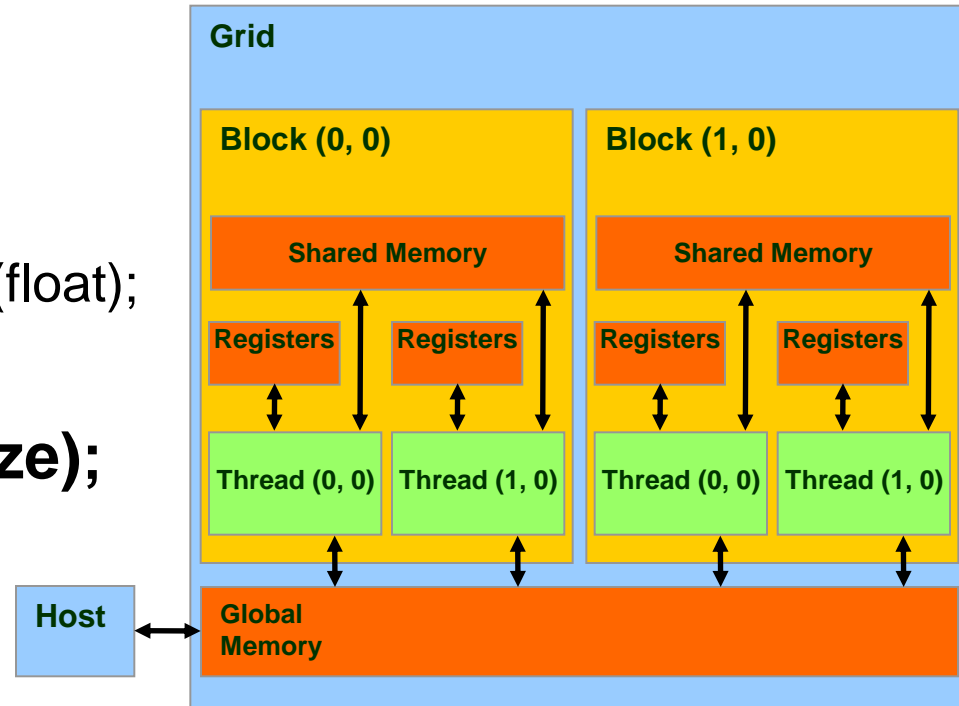 Grid
Block (0, 0)
Block (1, 0)
Shared Memory
Shared Memory
(float);
Registers
Registers
Registers
Registers
ze);
Thread (0, 0)
Thread (1, 0)
Thread (0, 0)
Thread (1, 0)
Host
Global
Memory